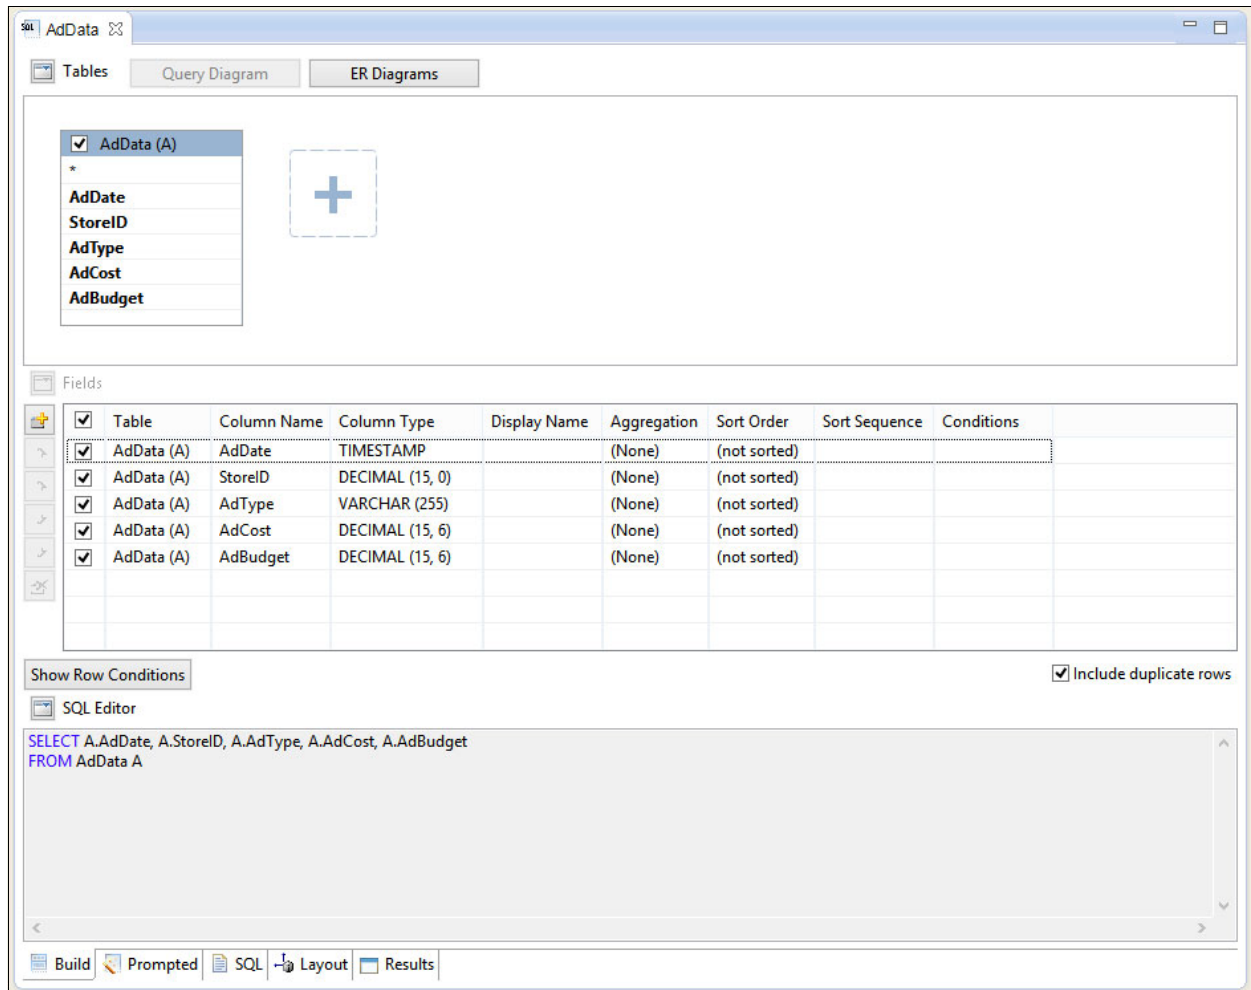 SQL AdData
Tables Query Diagram ER Diagrams
AdData (A)
*
AdDate
StoreID
AdType
AdCost
AdBudget
Fields
Table Column Name Column Type Display Name Aggregation Sort Order Sort Sequence Conditions
AdData (A) AdDate TIMESTAMP (None) (not sorted)
AdData (A) StoreID DECIMAL (15, 0) (None) (not sorted)
AdData (A) AdType VARCHAR (255) (None) (not sorted)
AdData (A) AdCost DECIMAL (15, 6) (None) (not sorted)
AdData (A) AdBudget DECIMAL (15, 6) (None) (not sorted)
Show Row Conditions Include duplicate rows
SQL Editor
SELECT A.AdDate, A.StoreID, A.AdType, A.AdCost, A.AdBudget
FROM AdData A
Build Prompted SQL Layout Results